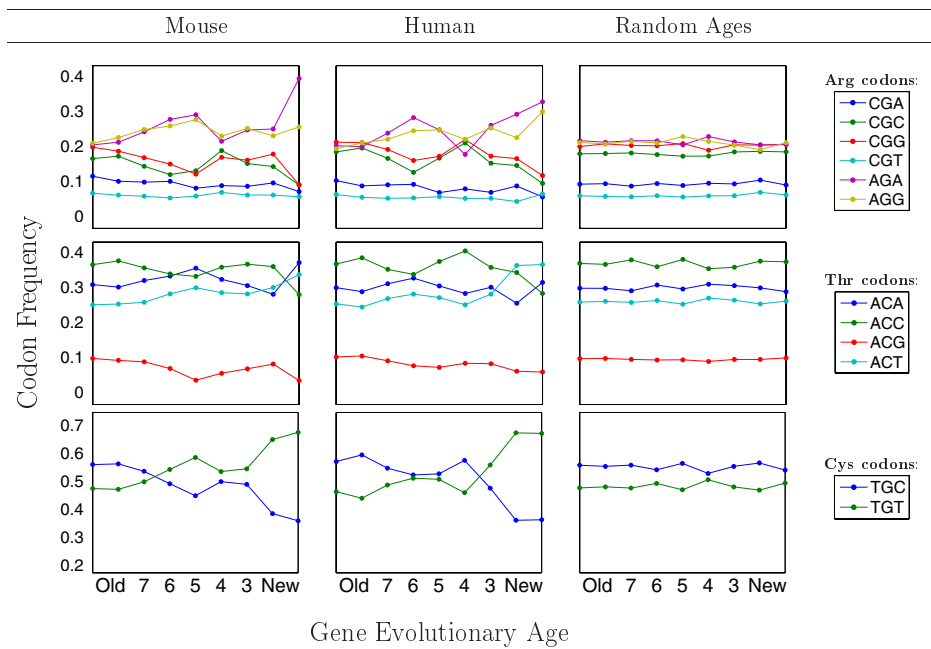 Mouse Human Random Ages
Codon Frequency
0.4
0.3
0.2
0.1
0
Arg codons:
CGA
CGC
CGG
CGT
AGA
AGG
0.4
0.3
0.2
0.1
0
Thr codons:
ACA
ACC
ACG
ACT
0.7
0.6
0.5
0.4
0.3
0.2
Cys codons:
TGC
TGT
Old 7 6 5 4 3 New Old 7 6 5 4 3 New Old 7 6 5 4 3 New
Gene Evolutionary Age